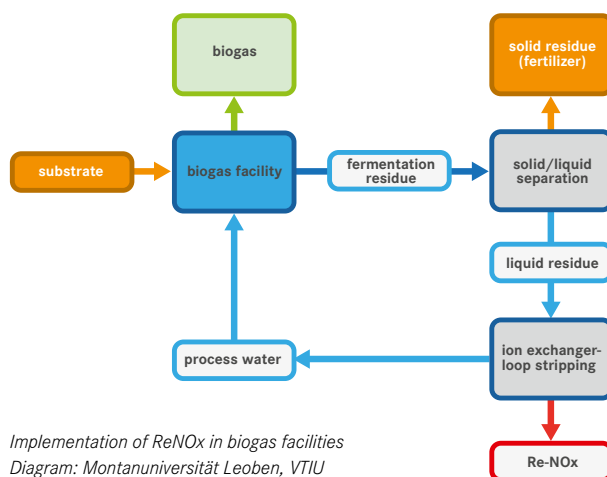 biogas
solid residue
(fertilizer)
substrate
biogas facility
fermentation
residue
solid/liquid
separation
liquid residue
process water
ion exchanger-
loop stripping
Re-NOx
Implementation of ReNOx in biogas facilities
Diagram: Montanuniversität Leoben, VTIU